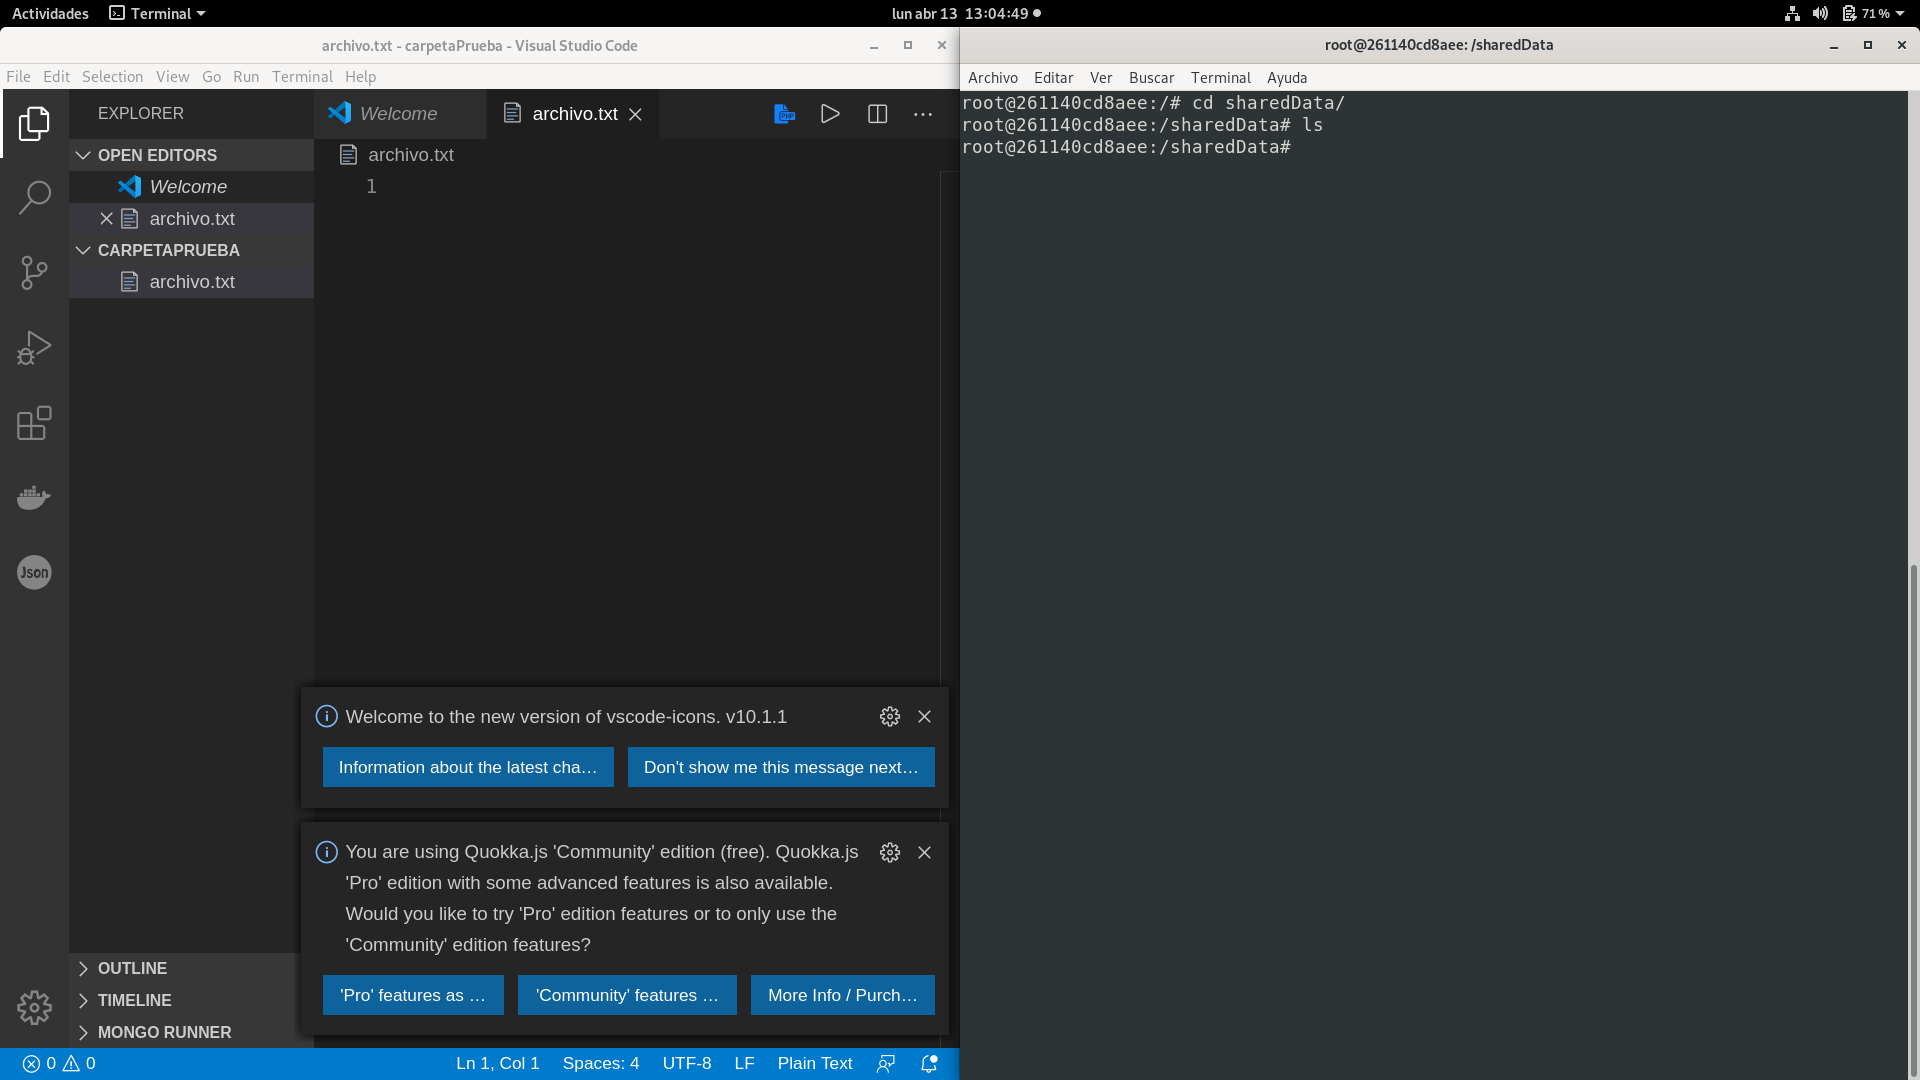 Actividades Terminal lun abr 13 13:04:49 71 %
archivo.txt - carpetaPrueba - Visual Studio Code
File Edit Selection View Go Run Terminal Help
EXPLORER
OPEN EDITORS
Welcome
archivo.txt
CARPETAPRUEBA
archivo.txt
OUTLINE
TIMELINE
MONGO RUNNER
Json
Welcome archivo.txt
PHP
archivo.txt
1
Welcome to the new version of vscode-icons. v10.1.1
Information about the latest cha… Don't show me this message next…
You are using Quokka.js 'Community' edition (free). Quokka.js
'Pro' edition with some advanced features is also available.
Would you like to try 'Pro' edition features or to only use the
'Community' edition features?
'Pro' features as … 'Community' features … More Info / Purch…
0 0 Ln 1, Col 1 Spaces: 4 UTF-8 LF Plain Text
root@261140cd8aee: /sharedData
Archivo Editar Ver Buscar Terminal Ayuda
root@261140cd8aee:/# cd sharedData/
root@261140cd8aee:/sharedData# ls
root@261140cd8aee:/sharedData#